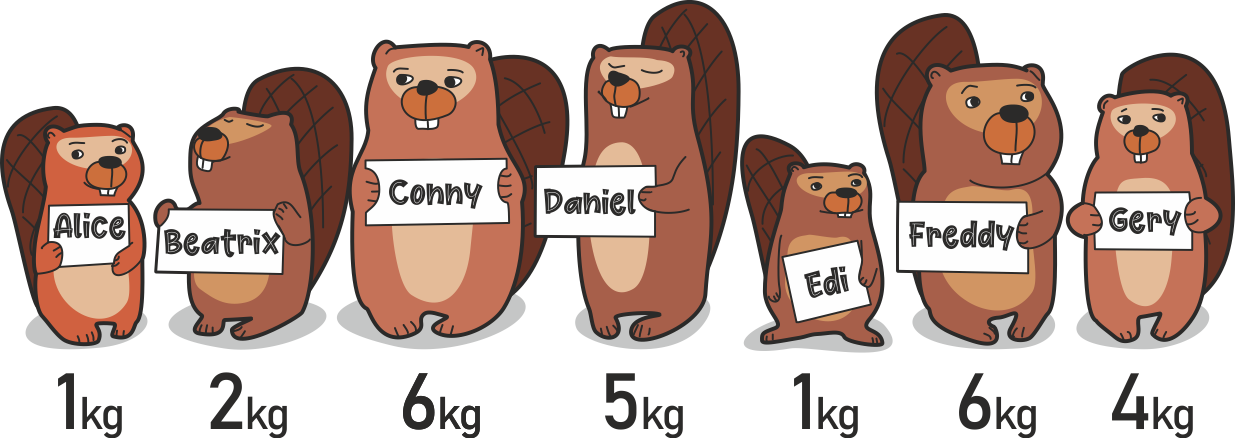 Alice
Beatrix
Conny
Daniel
Edi
Freddy
Gery
1kg
2kg
6kg
5kg
1kg
6kg
4kg